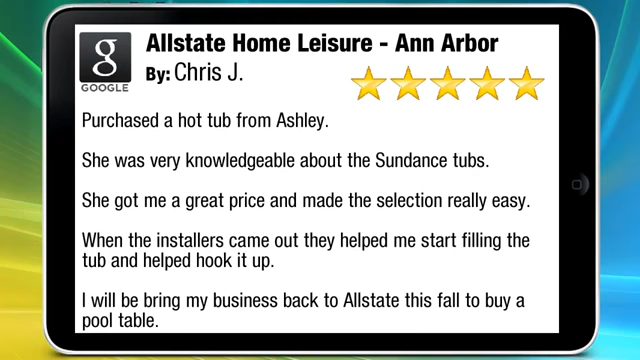 g
GOOGLE
Allstate Home Leisure - Ann Arbor
By: Chris J.
Purchased a hot tub from Ashley.
She was very knowledgeable about the Sundance tubs.
She got me a great price and made the selection really easy.
When the installers came out they helped me start filling the
tub and helped hook it up.
I will be bring my business back to Allstate this fall to buy a
pool table.